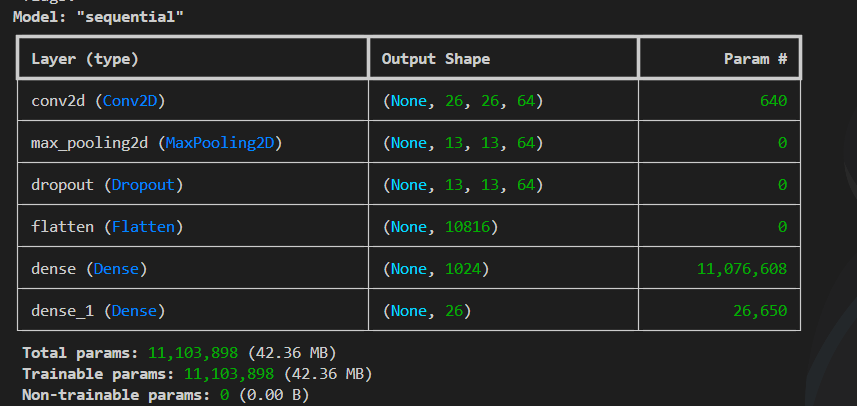 Model: "sequential"
Layer (type) Output Shape Param #
conv2d (Conv2D) (None, 26, 26, 64) 640
max_pooling2d (MaxPooling2D) (None, 13, 13, 64) 0
dropout (Dropout) (None, 13, 13, 64) 0
flatten (Flatten) (None, 10816) 0
dense (Dense) (None, 1024) 11,076,608
dense_1 (Dense) (None, 26) 26,650
Total params: 11,103,898 (42.36 MB)
Trainable params: 11,103,898 (42.36 MB)
Non-trainable params: 0 (0.00 B)